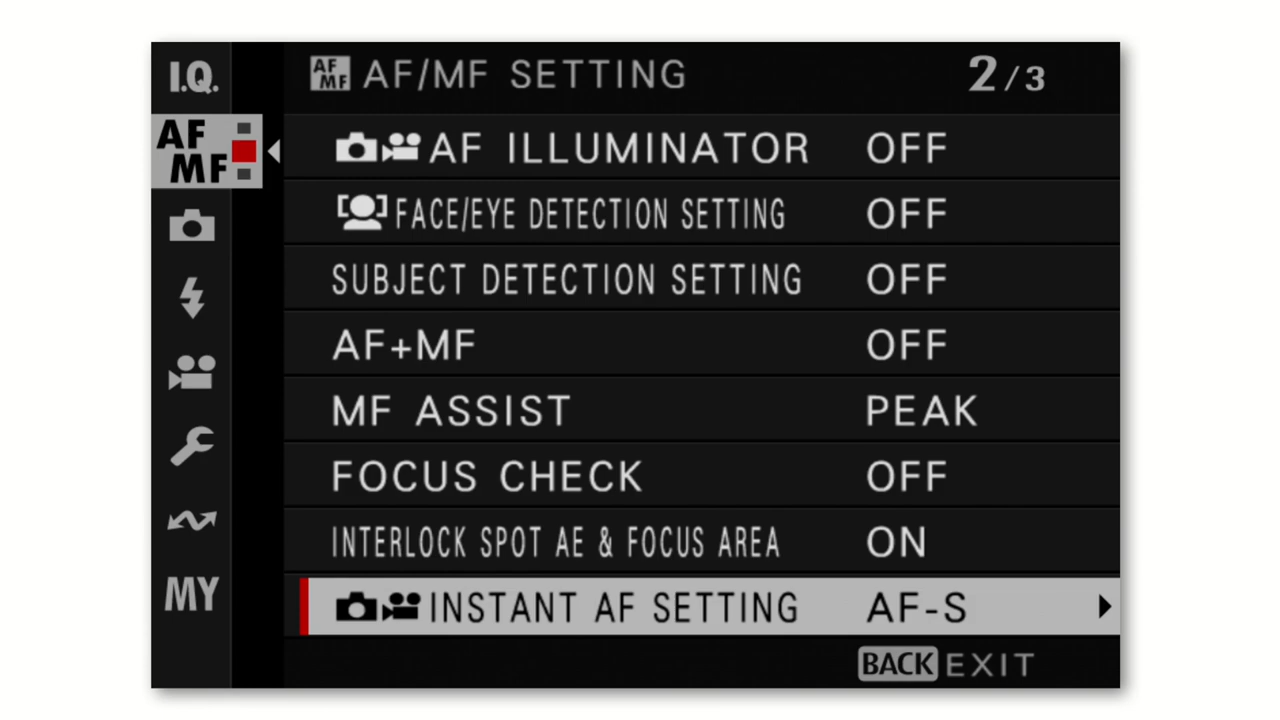 I.Q.
AF MF AF/MF SETTING 2/3
AF
MF
AF ILLUMINATOR OFF
FACE/EYE DETECTION SETTING OFF
SUBJECT DETECTION SETTING OFF
AF+MF OFF
MF ASSIST PEAK
FOCUS CHECK OFF
INTERLOCK SPOT AE & FOCUS AREA ON
MY
INSTANT AF SETTING AF-S
BACK EXIT